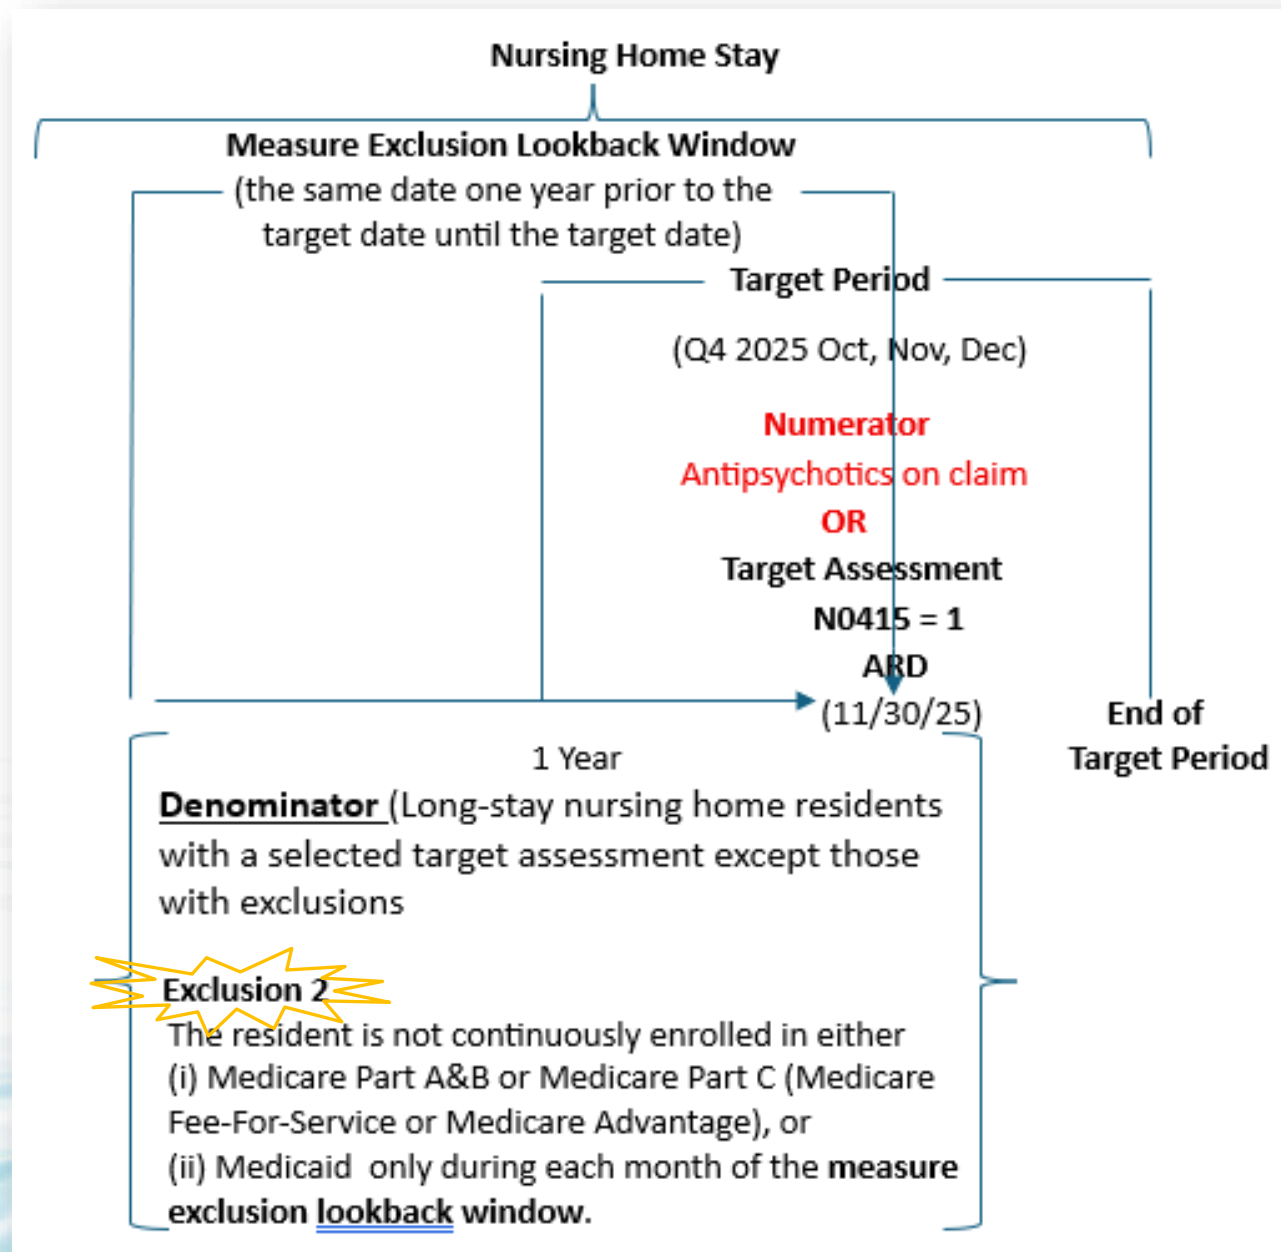 Nursing Home Stay
Measure Exclusion Lookback Window
(the same date one year prior to the
target date until the target date)
Target Period
(Q4 2025 Oct, Nov, Dec)
Numerator
Antipsychotics on claim
OR
Target Assessment
N0415 = 1
ARD
(11/30/25)
End of
Target Period
1 Year
Denominator (Long-stay nursing home residents
with a selected target assessment except those
with exclusions
Exclusion 2
The resident is not continuously enrolled in either
(i) Medicare Part A&B or Medicare Part C (Medicare
Fee-For-Service or Medicare Advantage), or
(ii) Medicaid only during each month of the measure
exclusion lookback window.